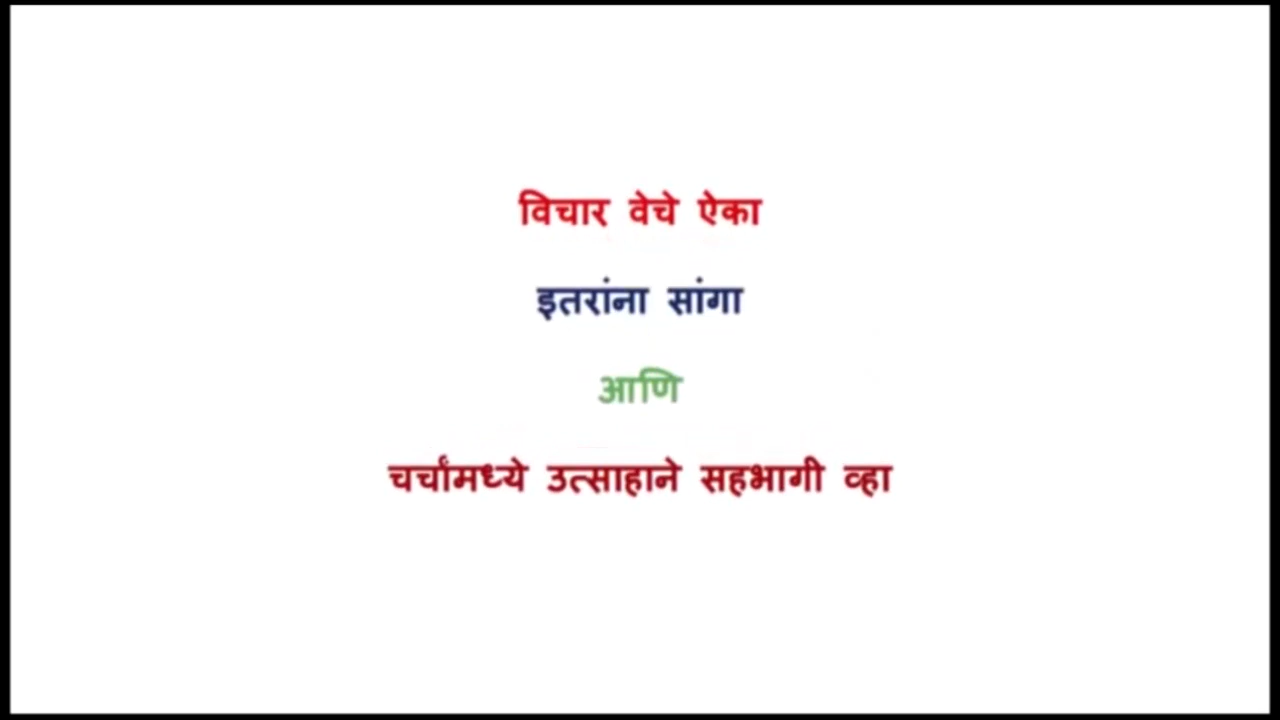 विचार वेचे ऐका
इतरांना सांगा
आणि
चर्चांमध्ये उत्साहाने सहभागी व्हा